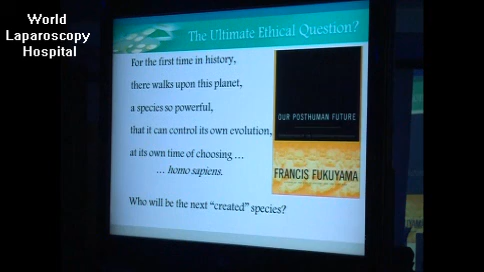 World
Laparoscopy
Hospital
The Ultimate Ethical Question?
For the first time in history,
there walks upon this planet,
a species so powerful,
that it can control its own evolution,
at its own time of choosing ...
... homo sapiens.
Who will be the next "created" species?
OUR POSTHUMAN FUTURE
FRANCIS FUKUYAMA